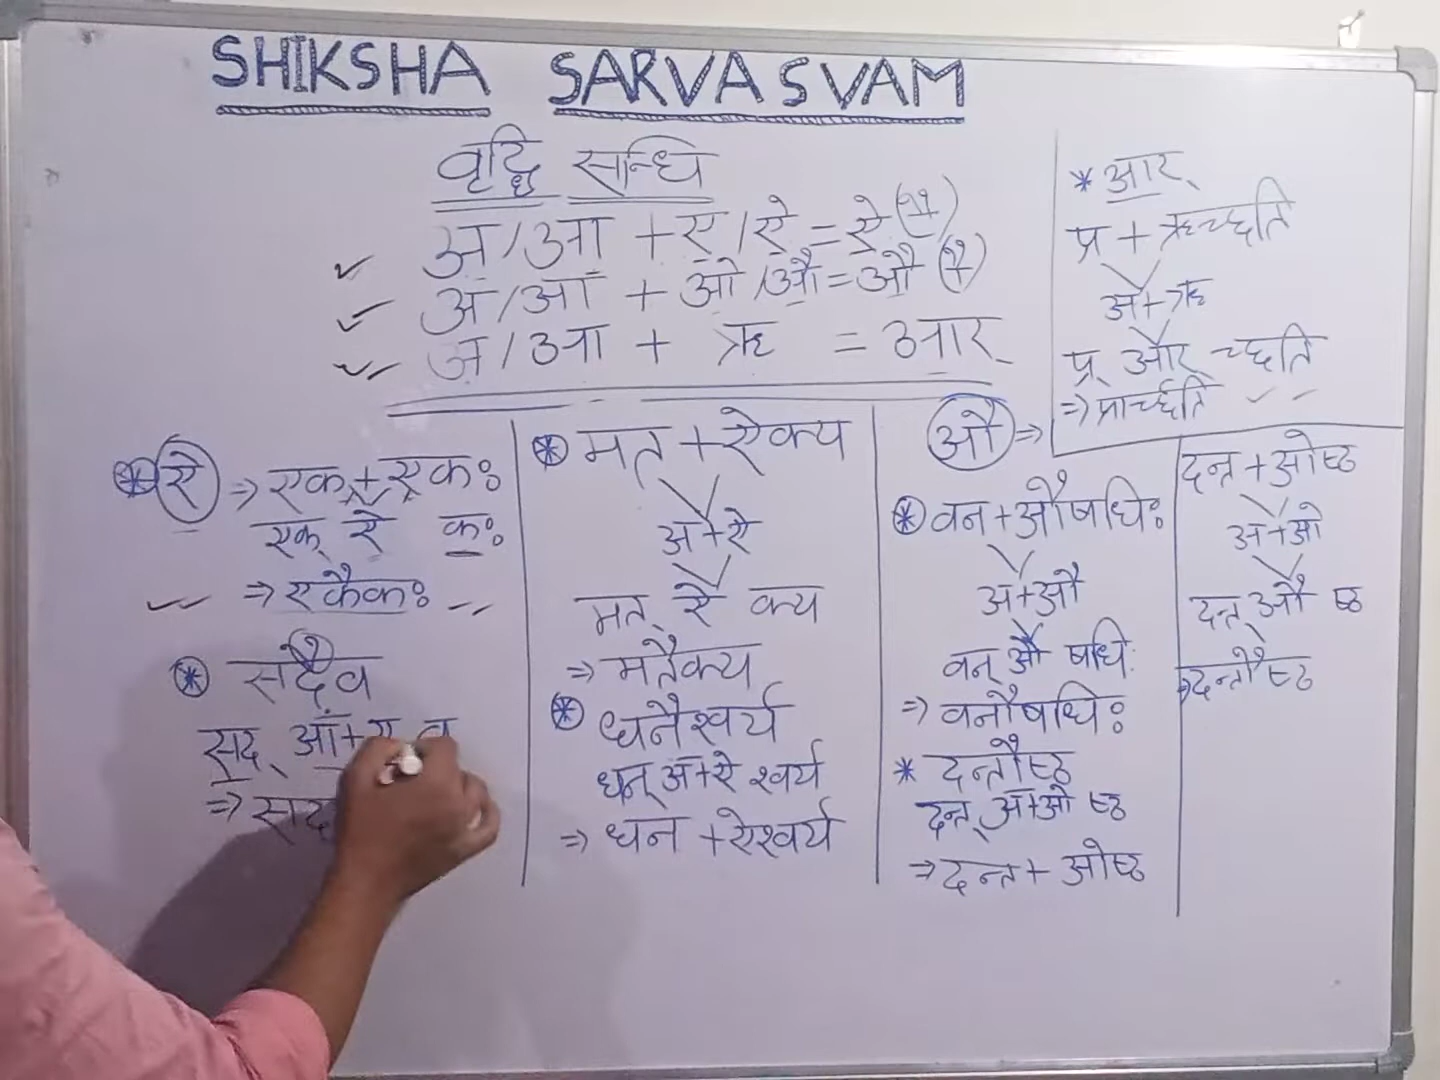 SHIKSHA SARVASVAM
वृद्धि सन्धि
अ/आ + ए/ऐ = ऐ
अ/आ + ओ/औ = औ
अ/आ + ऋ = आर्
* आर्
प्र + ऋच्छति
अ + ऋ
प्र् आर् च्छति
⇒ प्रार्च्छति
* ऐ ⇒ एक + एकः
एक् ऐ कः
⇒ एकैकः
* सदैव
सद् आ + ए व
⇒ सद
* मत + ऐक्य
अ + ऐ
मत् ऐ क्य
⇒ मतैक्य
* धनैश्वर्य
धन् अ + ऐ श्वर्य
⇒ धन + ऐश्वर्य
औ ⇒
* वन + औषधिः
अ + औ
वन् औ षधिः
⇒ वनौषधिः
* दन्तौष्ठ
दन्त् अ + ओ ष्ठ
⇒ दन्त + ओष्ठ
दन्त + ओष्ठ
अ + ओ
दन्त् औ ष्ठ
⇒ दन्तौष्ठ